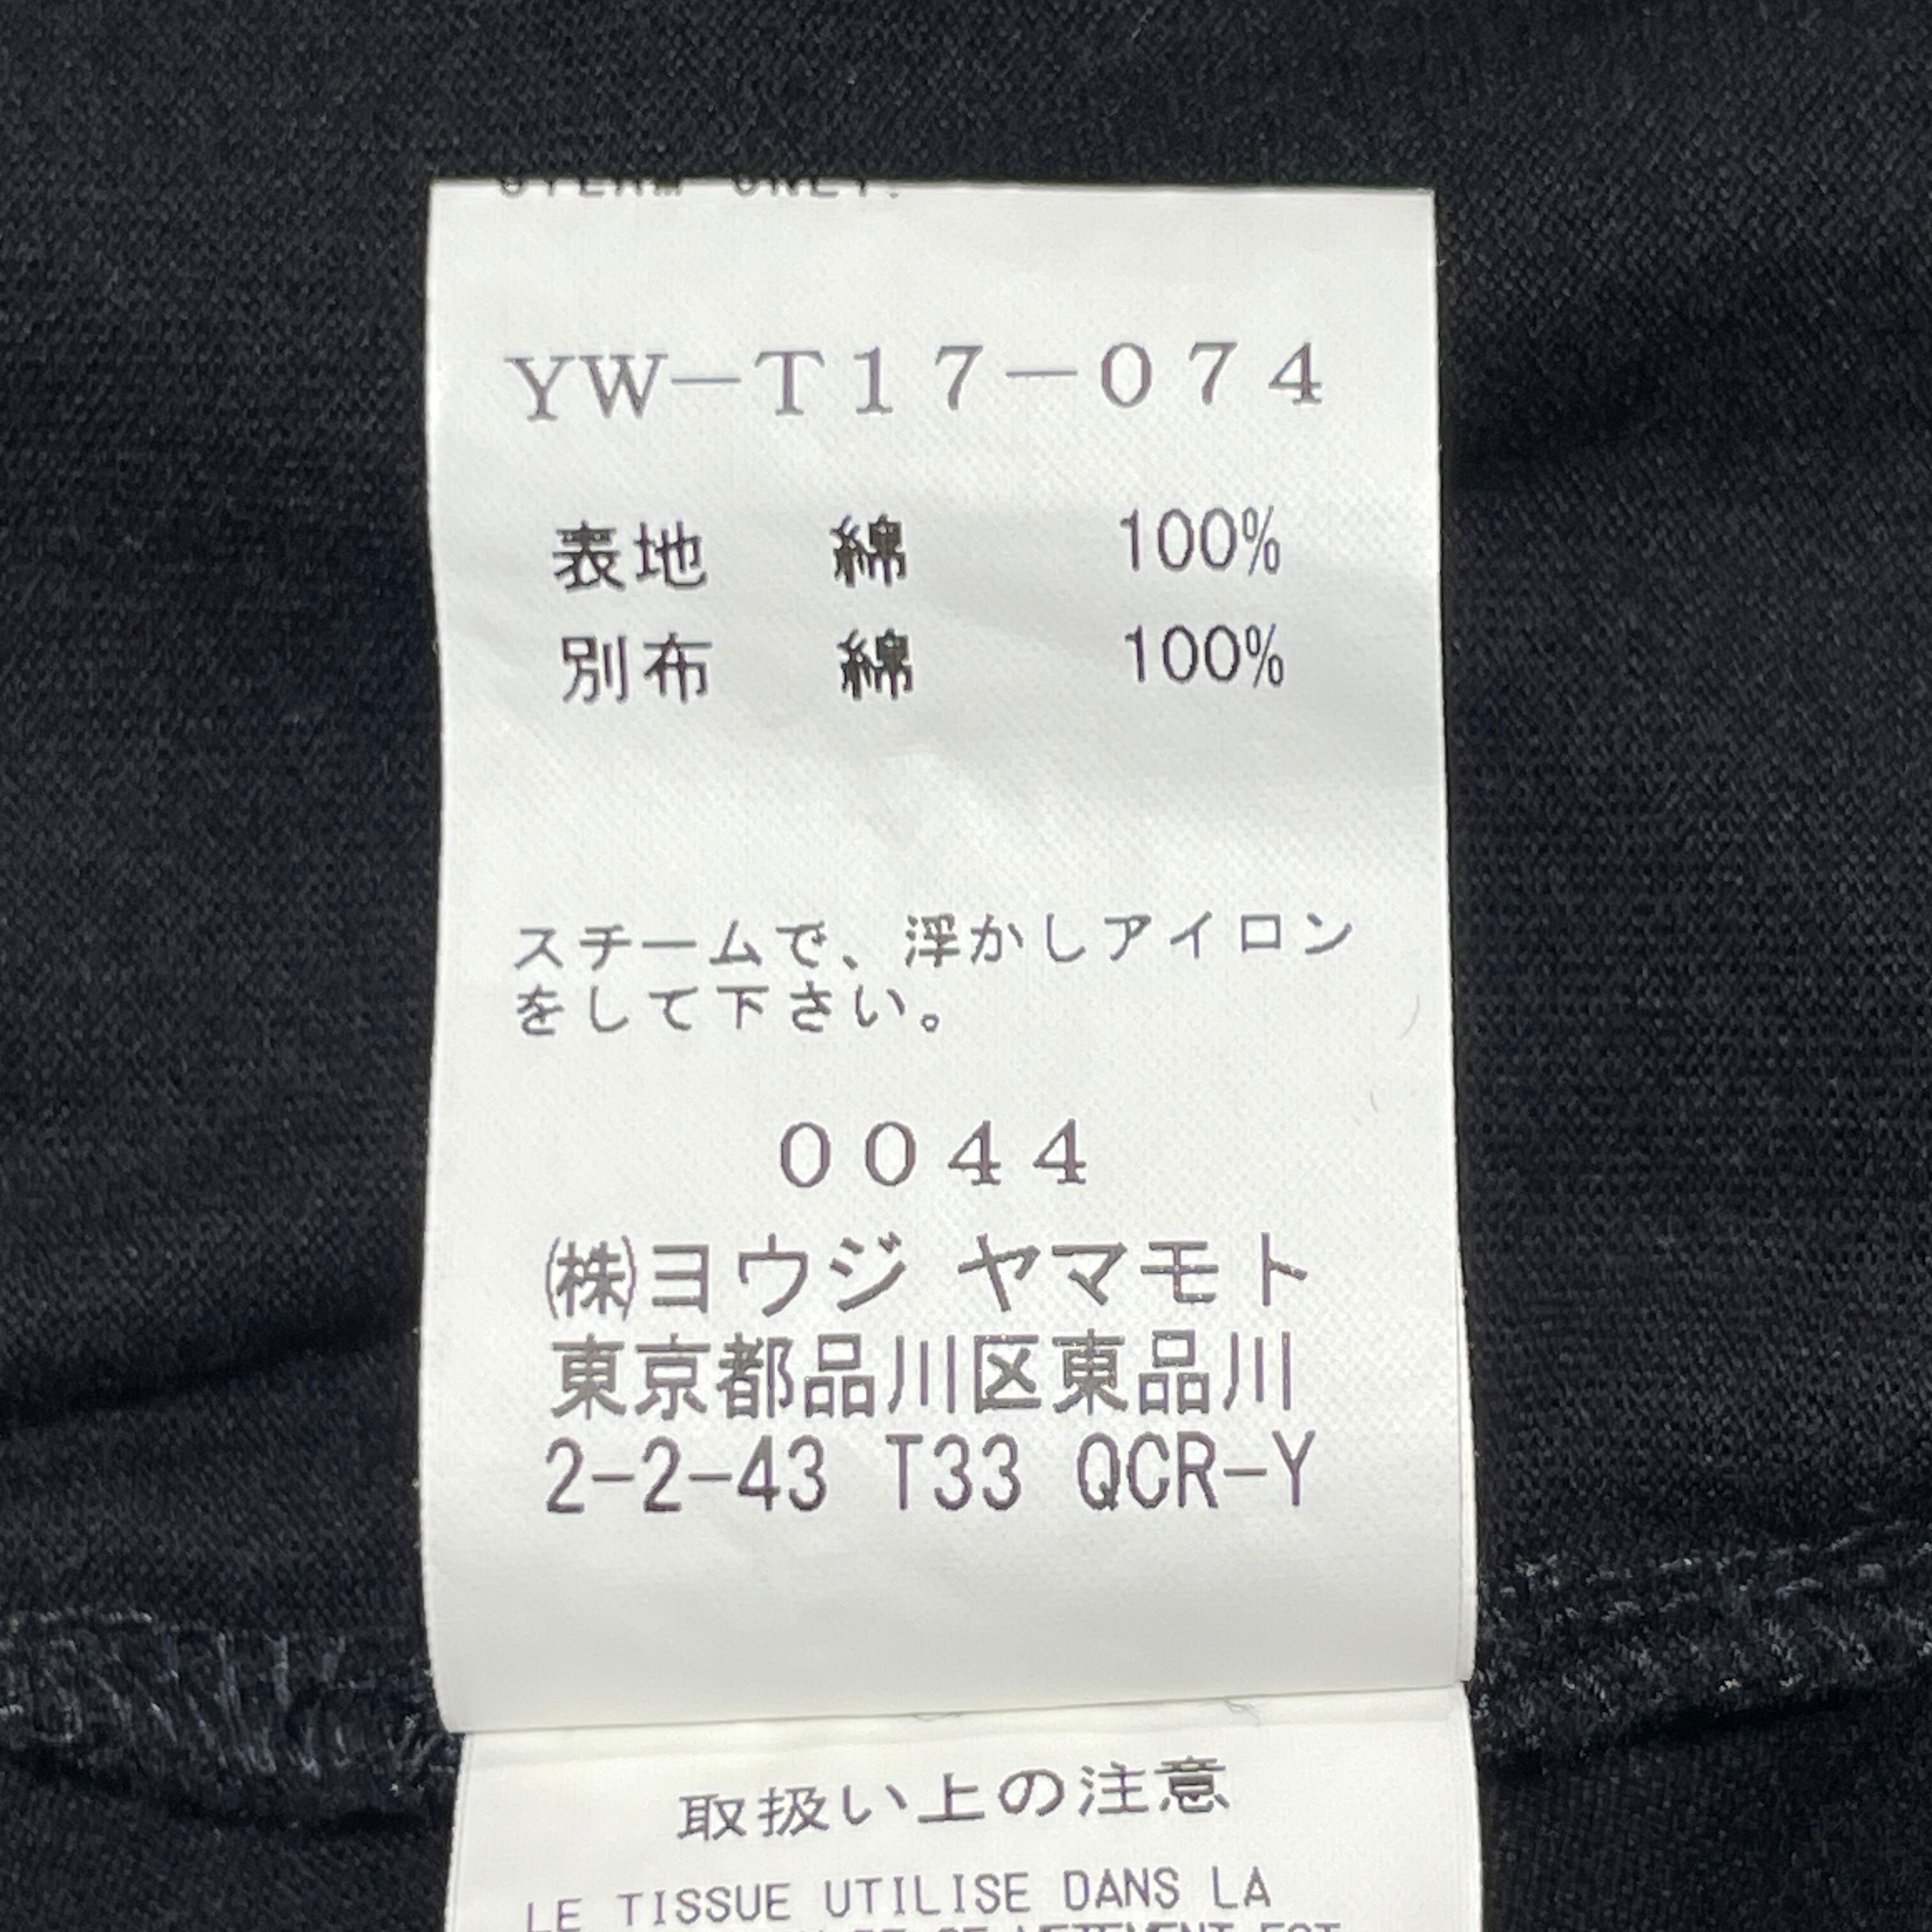 YW-T17-074
表地 綿 100%
別布 綿 100%
スチームで、浮かしアイロン
をして下さい。
0044
㈱ヨウジ ヤマモト
東京都品川区東品川
2-2-43 T33 QCR-Y
取扱い上の注意
LE TISSUE UTILISE DANS LA